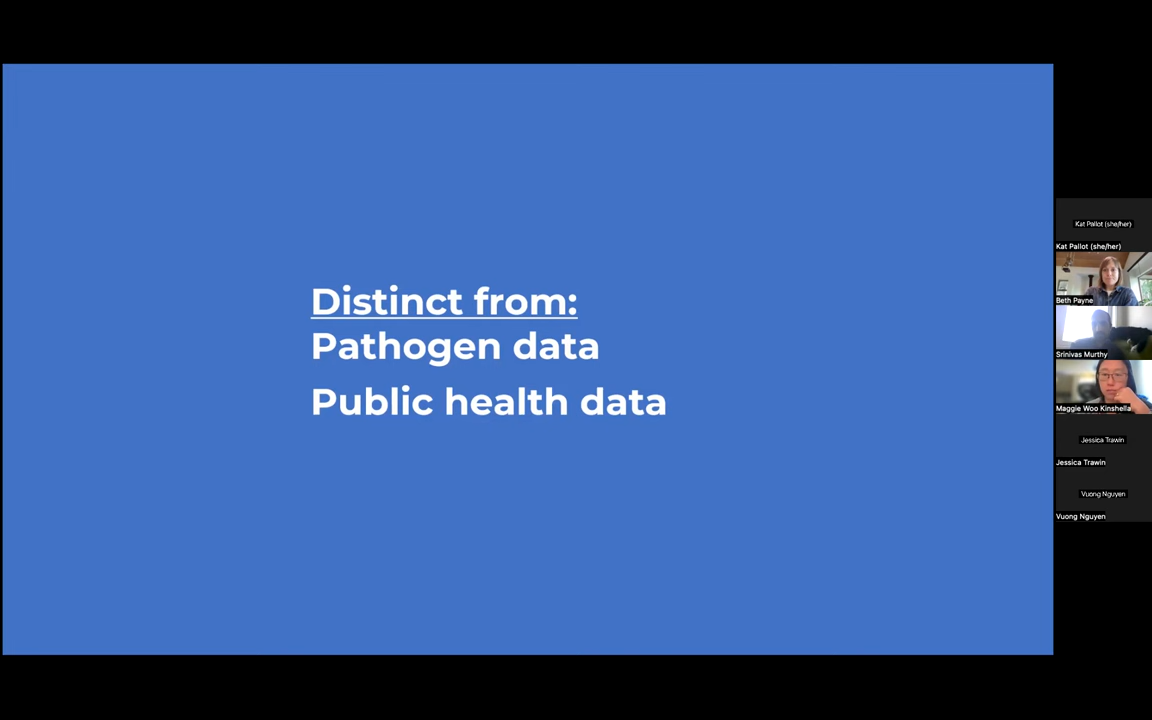 Distinct from:
Pathogen data
Public health data
Kat Pallot (she/her)
Kat Pallot (she/her)
Beth Payne
Srinivas Murthy
Maggie Woo Kinshella
Jessica Trawin
Jessica Trawin
Vuong Nguyen
Vuong Nguyen